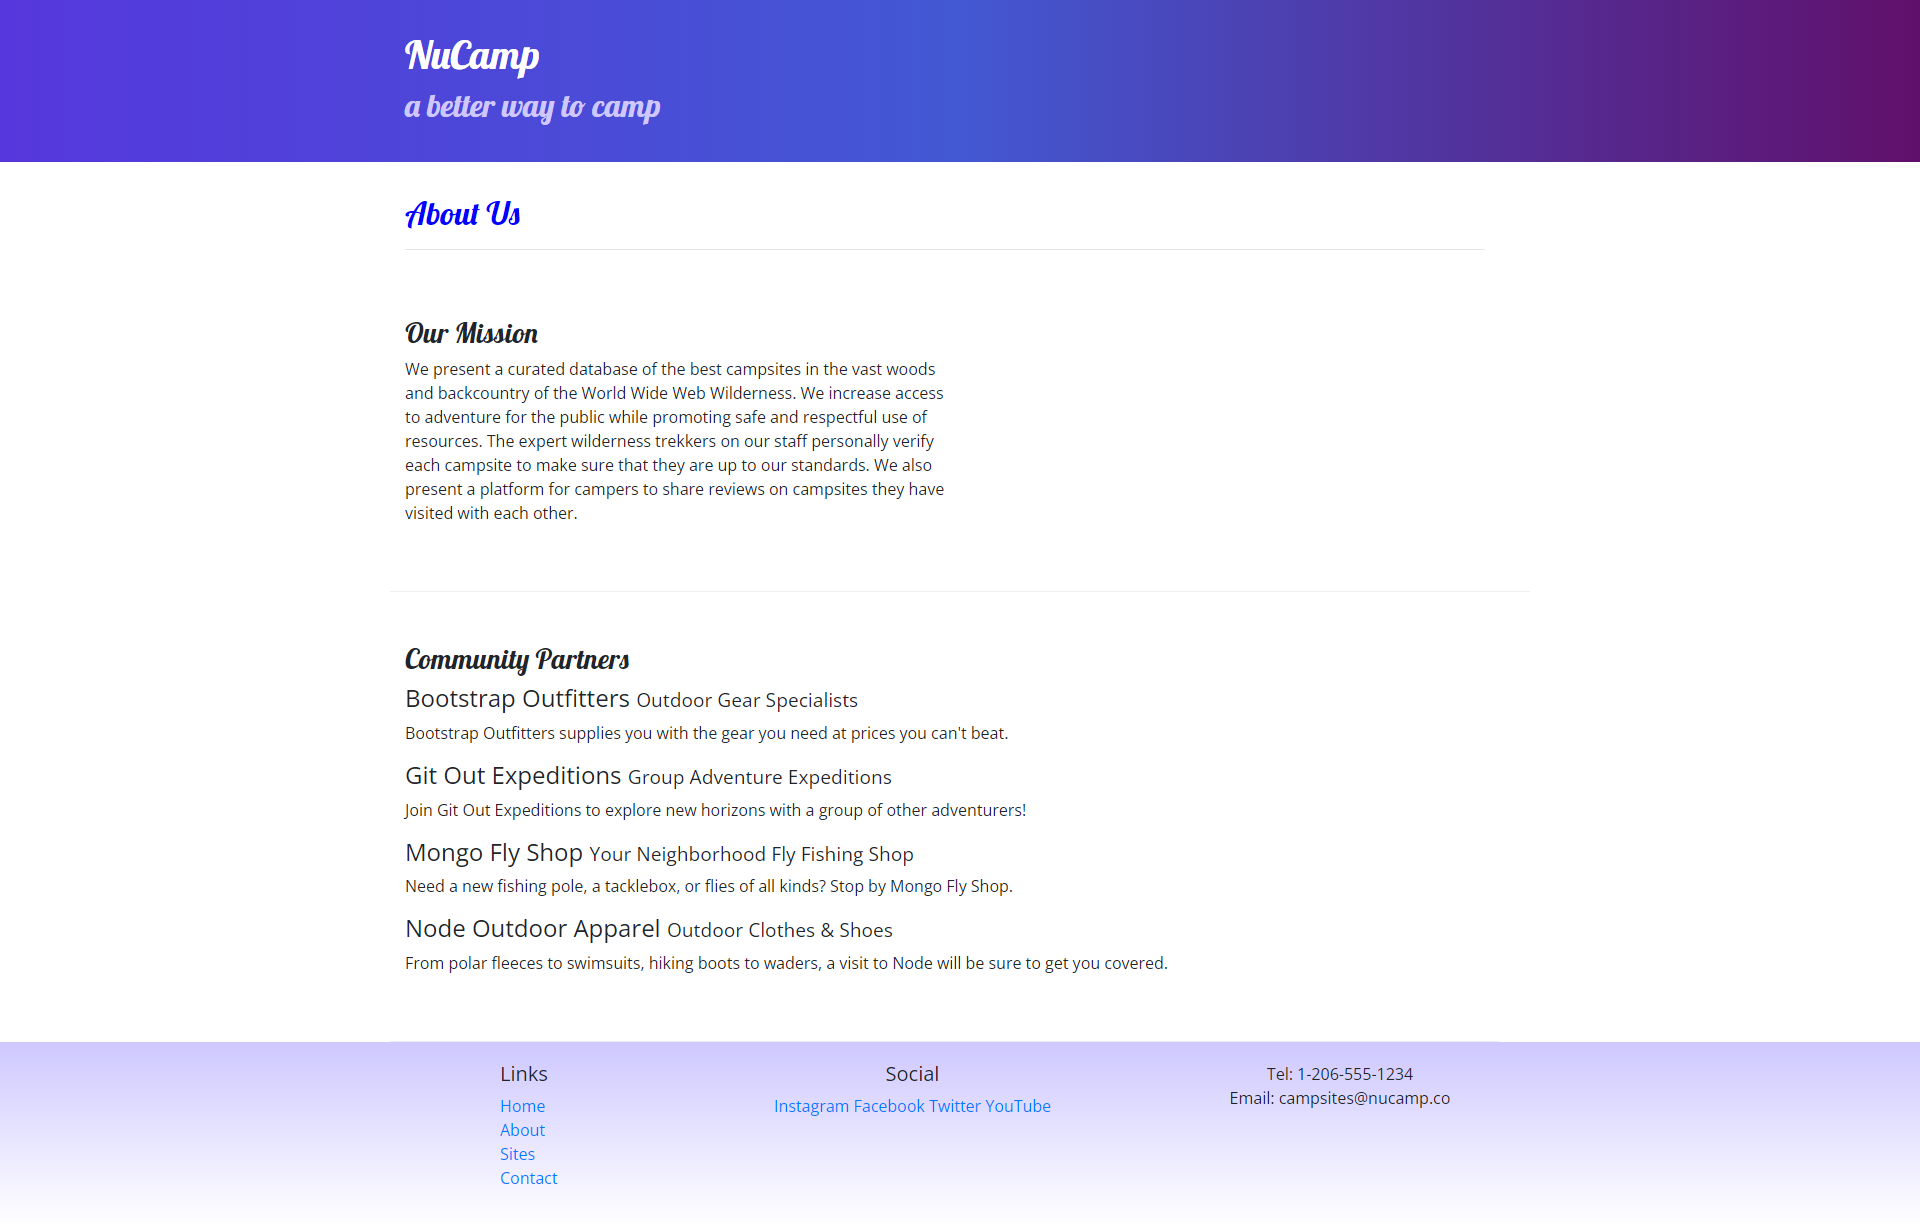 NuCamp
a better way to camp
About Us
Our Mission
We present a curated database of the best campsites in the vast woods
and backcountry of the World Wide Web Wilderness. We increase access
to adventure for the public while promoting safe and respectful use of
resources. The expert wilderness trekkers on our staff personally verify
each campsite to make sure that they are up to our standards. We also
present a platform for campers to share reviews on campsites they have
visited with each other.
Community Partners
Bootstrap Outfitters Outdoor Gear Specialists
Bootstrap Outfitters supplies you with the gear you need at prices you can't beat.
Git Out Expeditions Group Adventure Expeditions
Join Git Out Expeditions to explore new horizons with a group of other adventurers!
Mongo Fly Shop Your Neighborhood Fly Fishing Shop
Need a new fishing pole, a tacklebox, or flies of all kinds? Stop by Mongo Fly Shop.
Node Outdoor Apparel Outdoor Clothes & Shoes
From polar fleeces to swimsuits, hiking boots to waders, a visit to Node will be sure to get you covered.
Links
Home
About
Sites
Contact
Social
Instagram Facebook Twitter YouTube
Tel: 1-206-555-1234
Email: campsites@nucamp.co